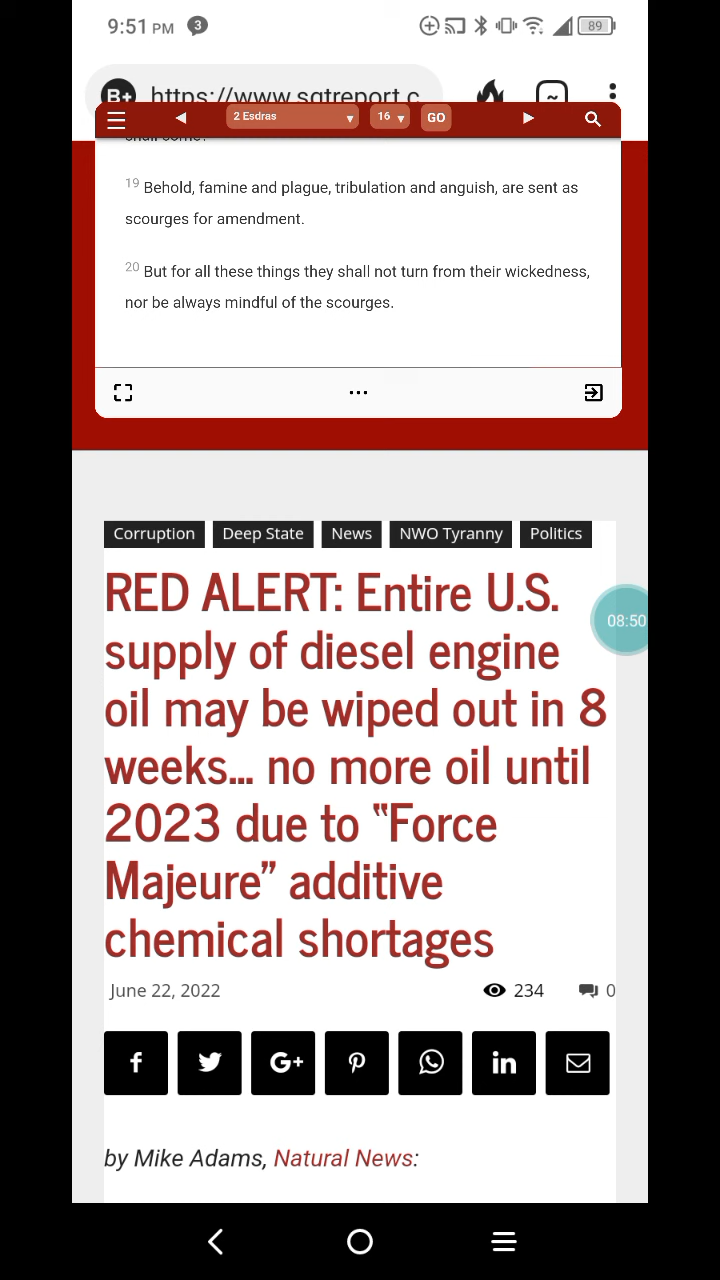 9:51 PM 3 89
https://www.sgtreport.c
2 Esdras 16 GO
19 Behold, famine and plague, tribulation and anguish, are sent as
scourges for amendment.
20 But for all these things they shall not turn from their wickedness,
nor be always mindful of the scourges.
Corruption Deep State News NWO Tyranny Politics
RED ALERT: Entire U.S.
supply of diesel engine
oil may be wiped out in 8
weeks... no more oil until
2023 due to “Force
Majeure” additive
chemical shortages
08:50
June 22, 2022 234 0
f G+ in
by Mike Adams, Natural News: